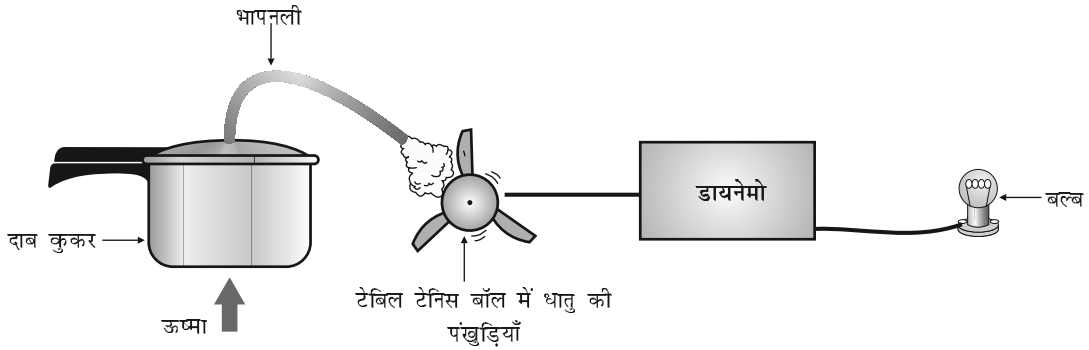 भापनली
डायनेमो
बल्ब
दाब कुकर
टेबिल टेनिस बॉल में धातु की
पंखुड़ियाँ
ऊष्मा